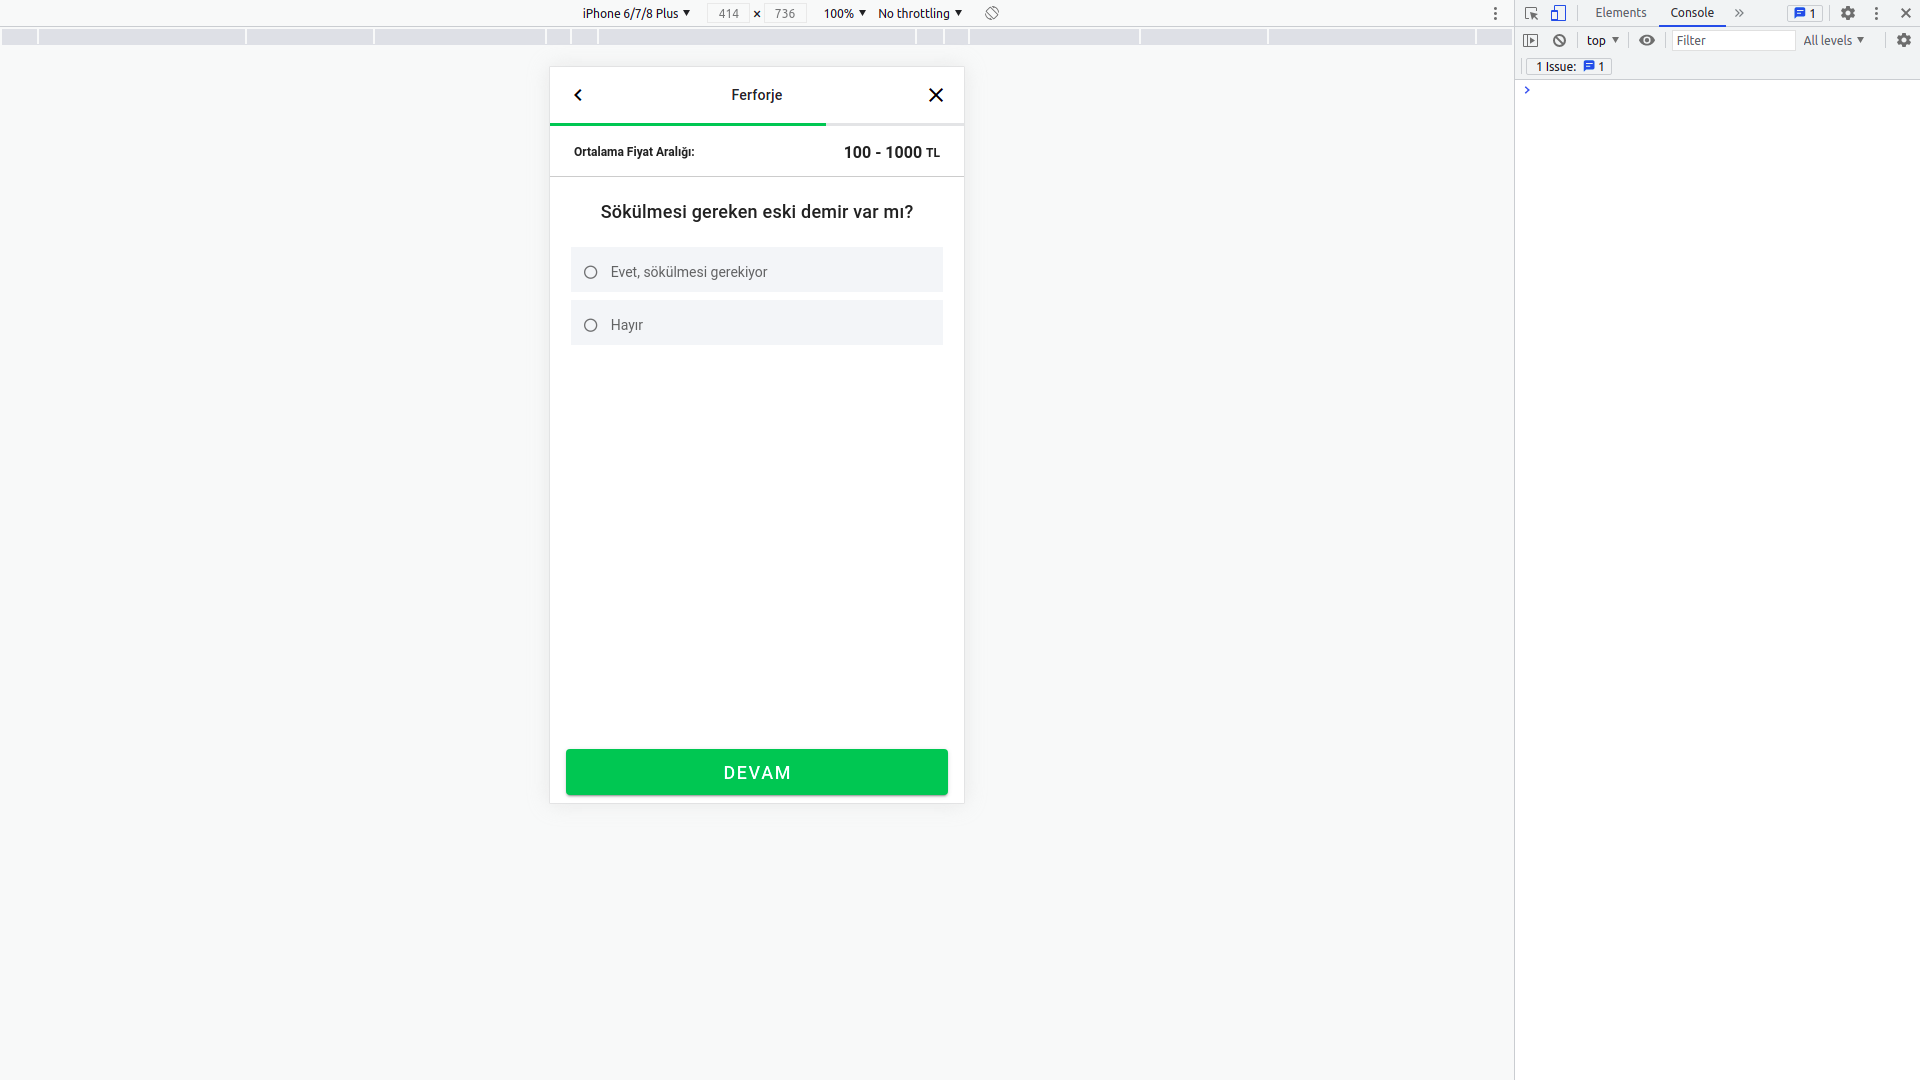 iPhone 6/7/8 Plus ▼ 414 × 736 100% ▼ No throttling ▼
Elements Console » 1
top ▼ Filter All levels ▼
1 Issue: 1
Ferforje
Ortalama Fiyat Aralığı: 100 - 1000 TL
Sökülmesi gereken eski demir var mı?
Evet, sökülmesi gerekiyor
Hayır
DEVAM